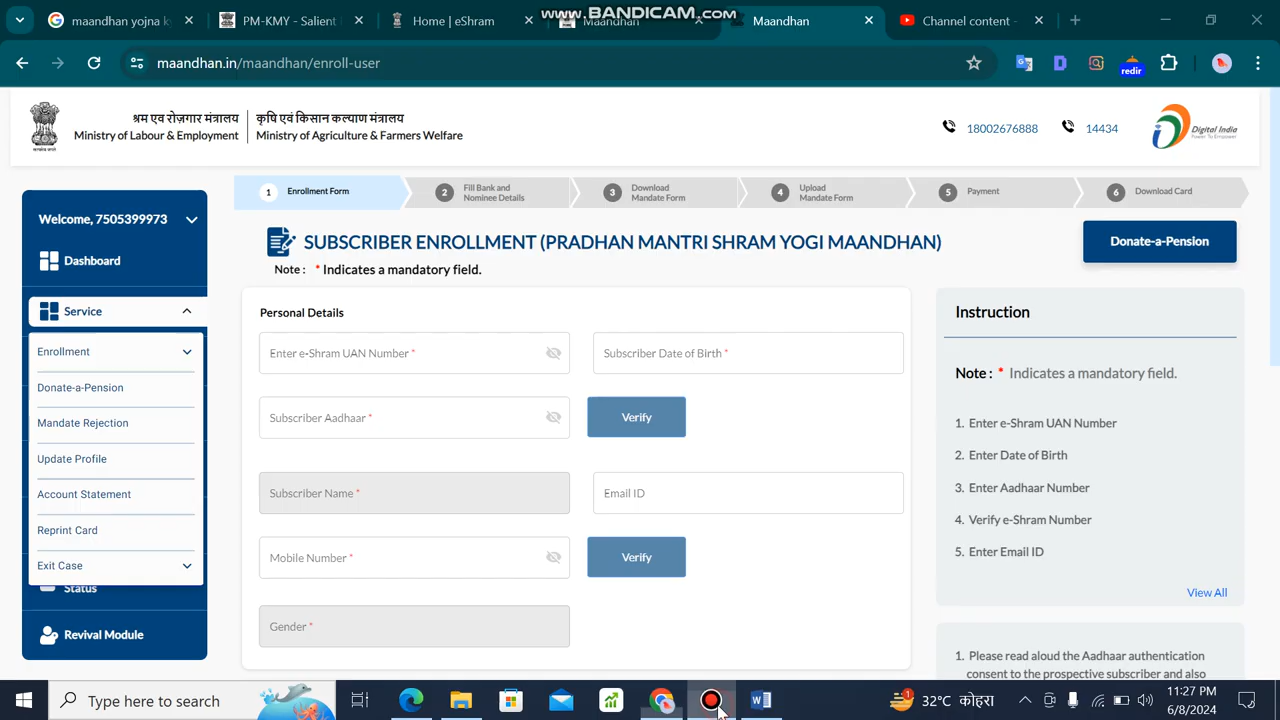 www.BANDICAM.com
maandhan yojna k
PM-KMY - Salient
Home | eShram
Maandhan
Maandhan
Channel content -
maandhan.in/maandhan/enroll-user
redir
श्रम एवं रोज़गार मंत्रालय
Ministry of Labour & Employment
कृषि एवं किसान कल्याण मंत्रालय
Ministry of Agriculture & Farmers Welfare
18002676888
14434
Digital India
Power To Empower
Welcome, 7505399973
Dashboard
Service
Enrollment
Donate-a-Pension
Mandate Rejection
Update Profile
Account Statement
Reprint Card
Exit Case
Status
Revival Module
1 Enrollment Form
2 Fill Bank and
Nominee Details
3 Download
Mandate Form
4 Upload
Mandate Form
5 Payment
6 Download Card
SUBSCRIBER ENROLLMENT (PRADHAN MANTRI SHRAM YOGI MAANDHAN)
Donate-a-Pension
Note : * Indicates a mandatory field.
Personal Details
Enter e-Shram UAN Number *
Subscriber Date of Birth *
Subscriber Aadhaar *
Verify
Subscriber Name *
Email ID
Mobile Number *
Verify
Gender *
Instruction
Note : * Indicates a mandatory field.
1. Enter e-Shram UAN Number
2. Enter Date of Birth
3. Enter Aadhaar Number
4. Verify e-Shram Number
5. Enter Email ID
View All
1. Please read aloud the Aadhaar authentication
consent to the prospective subscriber and also
Type here to search
1
32°C कोहरा
11:27 PM
6/8/2024